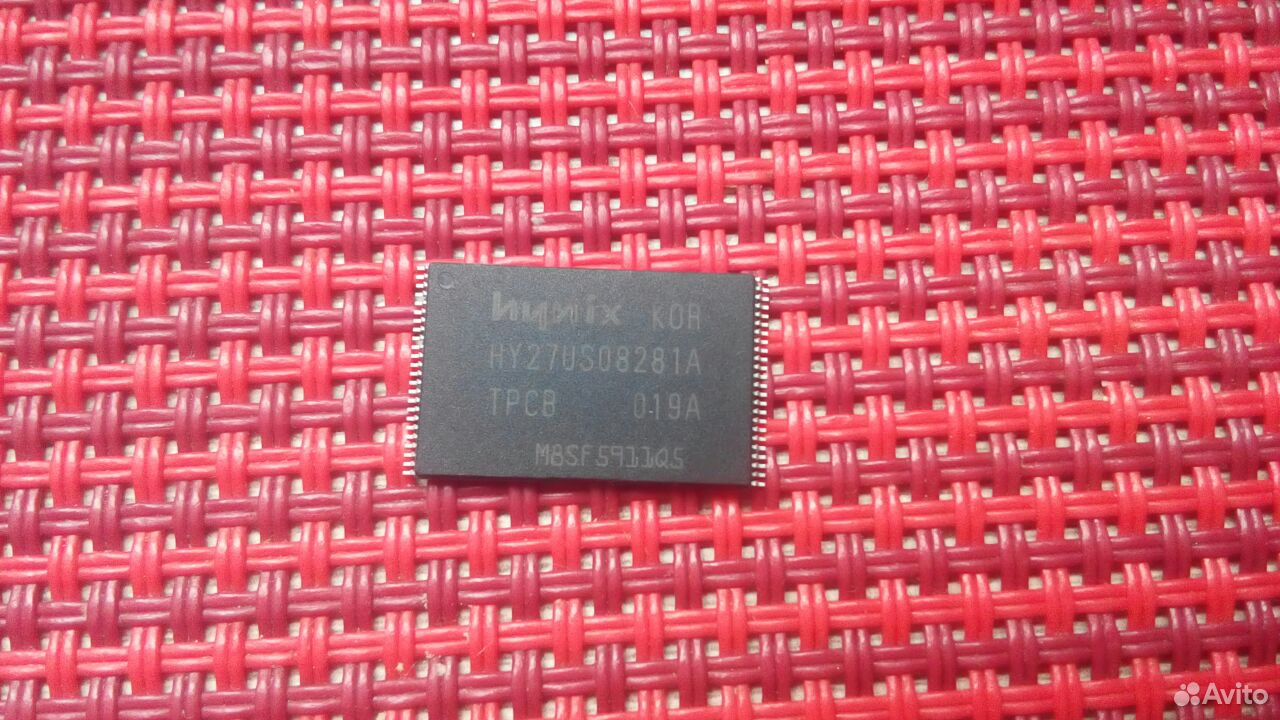 hynix KOR
HY27US08281A
TPCB 019A
M8SF5911Q5
Avito